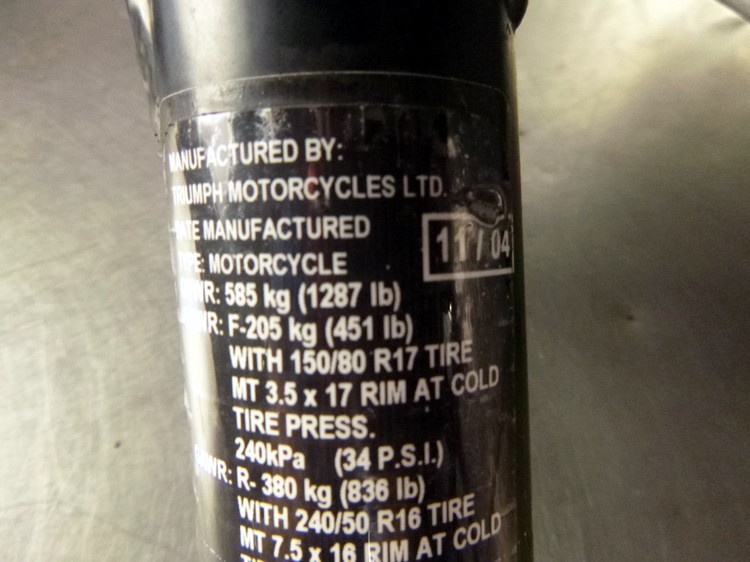 MANUFACTURED BY:
TRIUMPH MOTORCYCLES LTD.
DATE MANUFACTURED 11/04
TYPE: MOTORCYCLE
585 kg (1287 lb)
F-205 kg (451 lb)
WITH 150/80 R17 TIRE
MT 3.5 x 17 RIM AT COLD
TIRE PRESS.
240kPa (34 P.S.I.)
R- 380 kg (836 lb)
WITH 240/50 R16 TIRE
MT 7.5 x 16 RIM AT COLD